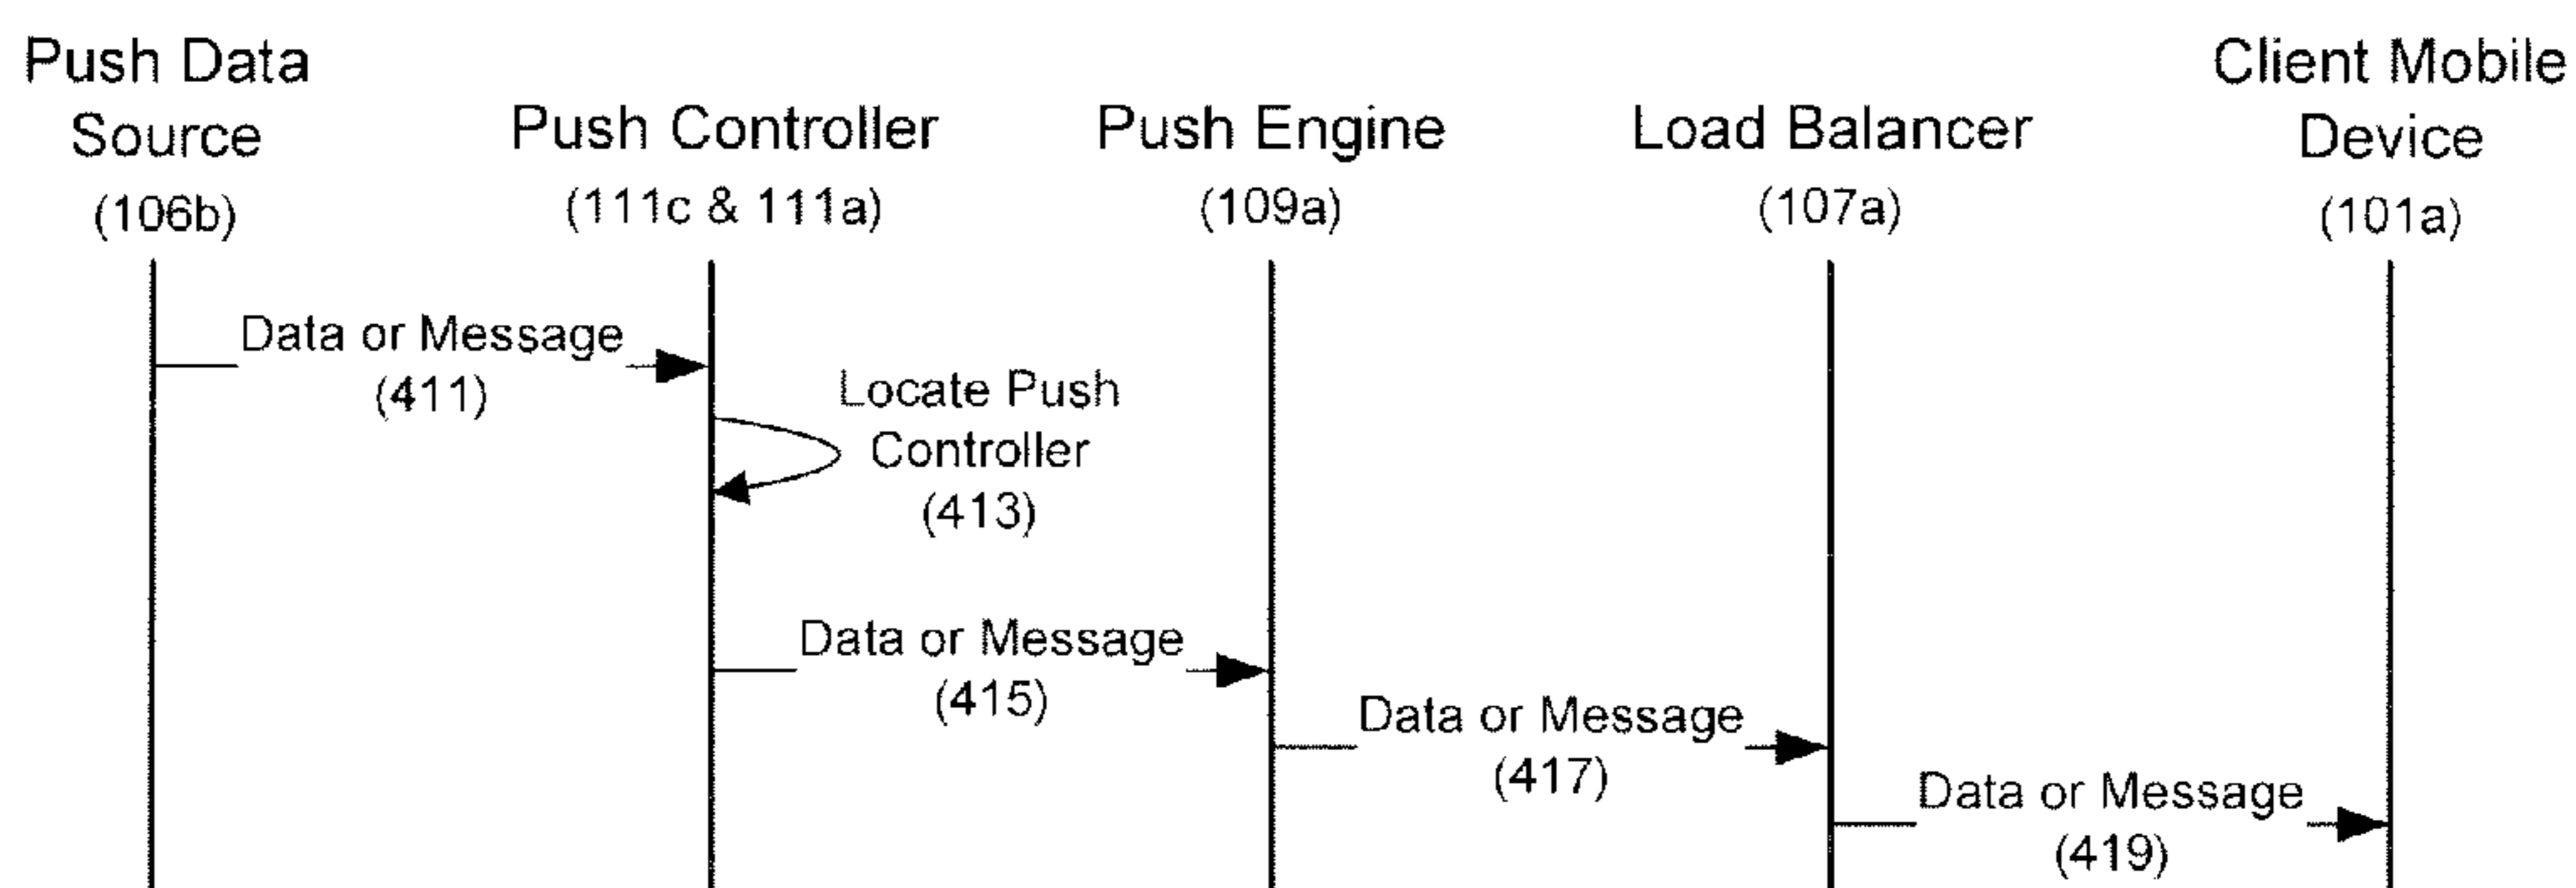 Push Data
Source
(106b)
Push Controller
(111c & 111a)
Push Engine
(109a)
Load Balancer
(107a)
Client Mobile
Device
(101a)
Data or Message
(411)
Locate Push
Controller
(413)
Data or Message
(415)
Data or Message
(417)
Data or Message
(419)